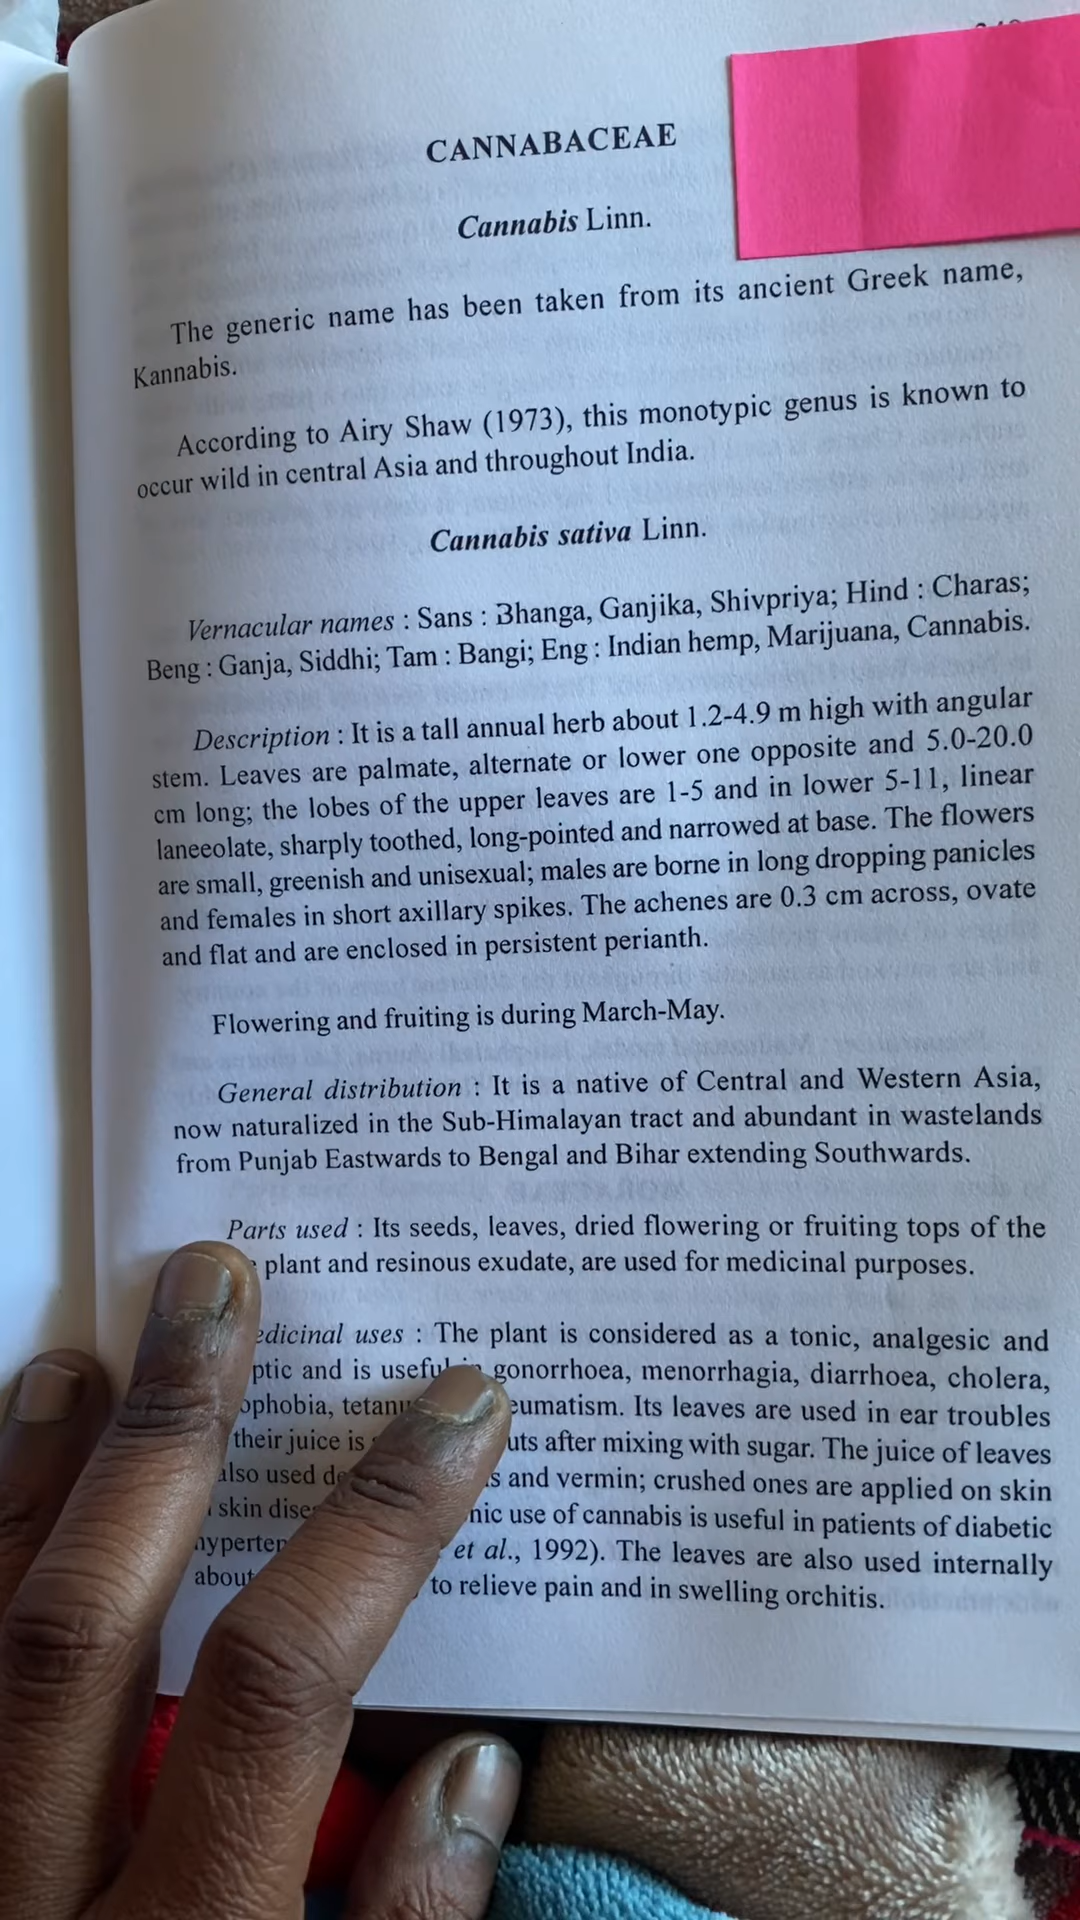 CANNABACEAE
Cannabis Linn.
The generic name has been taken from its ancient Greek name,
Kannabis.
According to Airy Shaw (1973), this monotypic genus is known to
occur wild in central Asia and throughout India.
Cannabis sativa Linn.
Vernacular names : Sans : Bhanga, Ganjika, Shivpriya; Hind : Charas;
Beng : Ganja, Siddhi; Tam : Bangi; Eng : Indian hemp, Marijuana, Cannabis.
Description : It is a tall annual herb about 1.2-4.9 m high with angular
stem. Leaves are palmate, alternate or lower one opposite and 5.0-20.0
cm long; the lobes of the upper leaves are 1-5 and in lower 5-11, linear
laneeolate, sharply toothed, long-pointed and narrowed at base. The flowers
are small, greenish and unisexual; males are borne in long dropping panicles
and females in short axillary spikes. The achenes are 0.3 cm across, ovate
and flat and are enclosed in persistent perianth.
Flowering and fruiting is during March-May.
General distribution : It is a native of Central and Western Asia,
now naturalized in the Sub-Himalayan tract and abundant in wastelands
from Punjab Eastwards to Bengal and Bihar extending Southwards.
Parts used : Its seeds, leaves, dried flowering or fruiting tops of the
plant and resinous exudate, are used for medicinal purposes.
uses : The plant is considered as a tonic, analgesic and
and is useful gonorrhoea, menorrhagia, diarrhoea, cholera,
Its leaves are used in ear troubles
their juice is after mixing with sugar. The juice of leaves
also used and vermin; crushed ones are applied on skin
skin use of cannabis is useful in patients of diabetic
et al., 1992). The leaves are also used internally
about to relieve pain and in swelling orchitis.